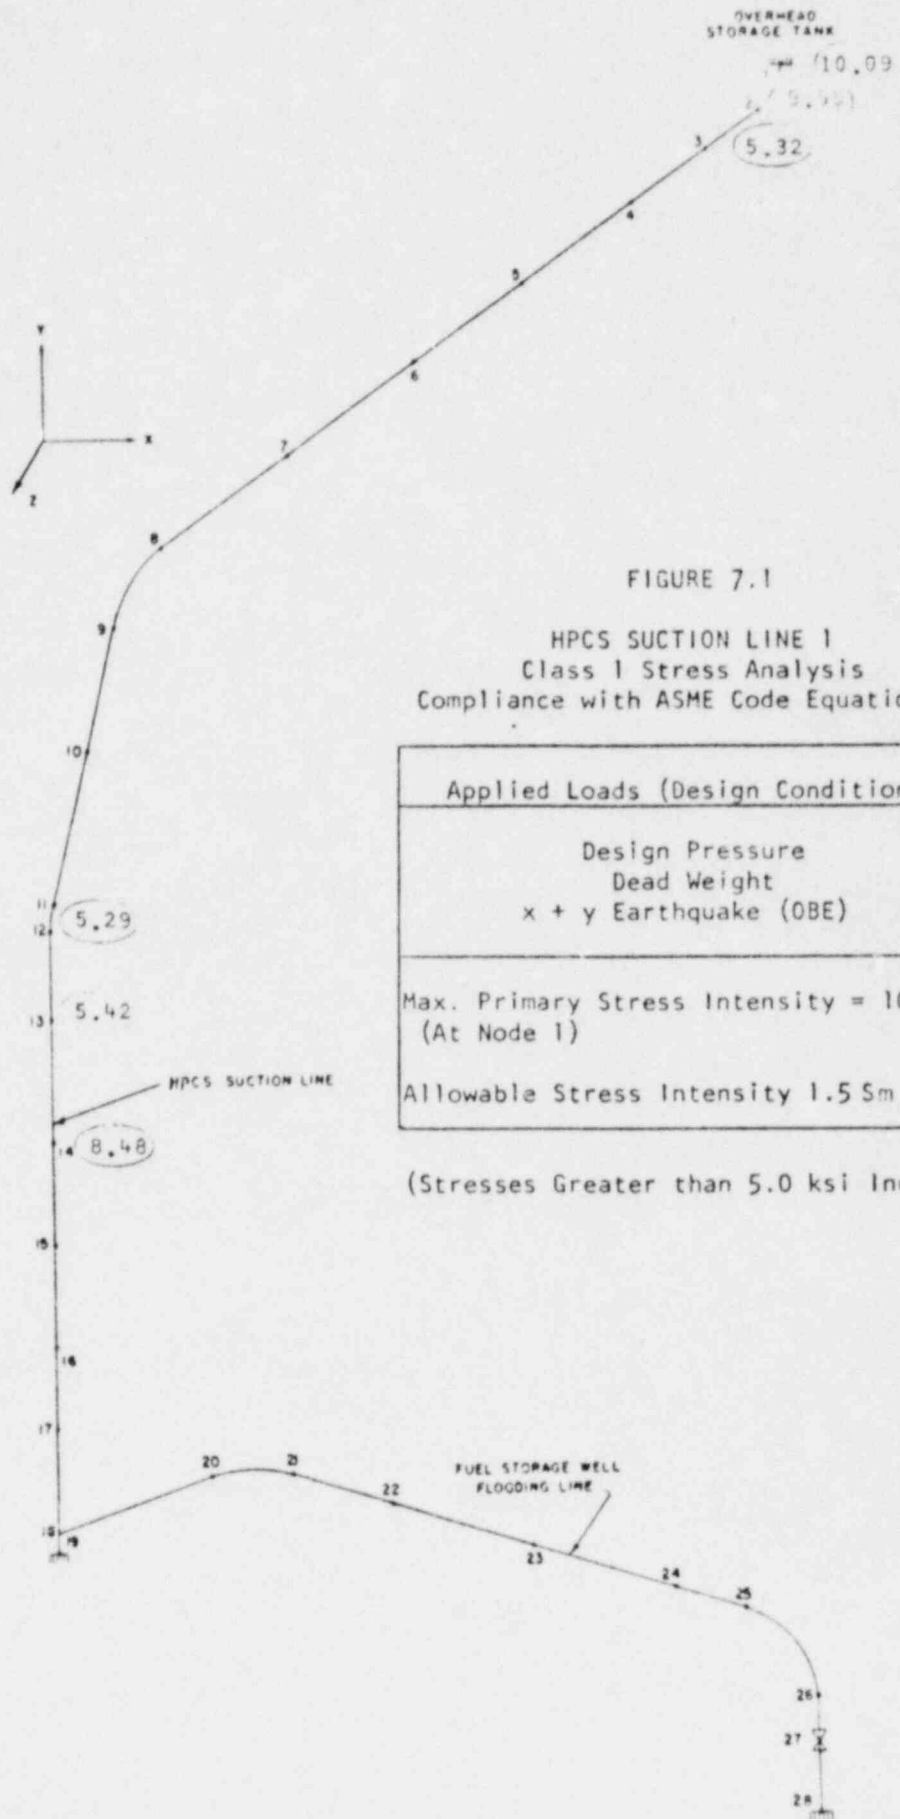 OVERHEAD
STORAGE TANK
(10.09
3
5.32
4
5
Y
6
X
7
Z
8
FIGURE 7.1
9
HPCS SUCTION LINE 1
Class 1 Stress Analysis
Compliance with ASME Code
10
Applied Loads (Design
Design Pressure
Dead Weight
x + y Earthquake (OBE)
11
5.29
12
Max. Primary Stress Intensity =
(At Node 1)
13
5.42
HPCS SUCTION LINE
Allowable Stress Intensity 1.5 Sm
14
8.48
(Stresses Greater than 5.0 ksi
15
16
17
20
21
FUEL STORAGE WELL
FLOODING LINE
22
18
19
23
24
25
26
27
28